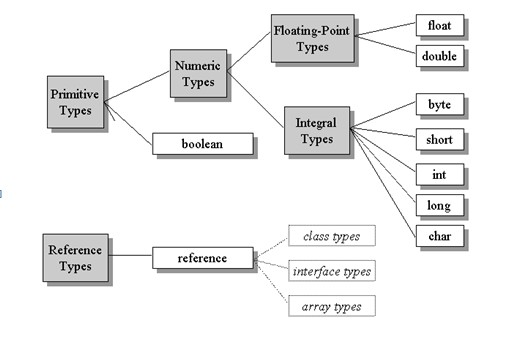 Floating-Point
Types
float
double
Numeric
Types
Primitive
Types
boolean
Integral
Types
byte
short
int
long
char
Reference
Types
reference
class types
interface types
array types